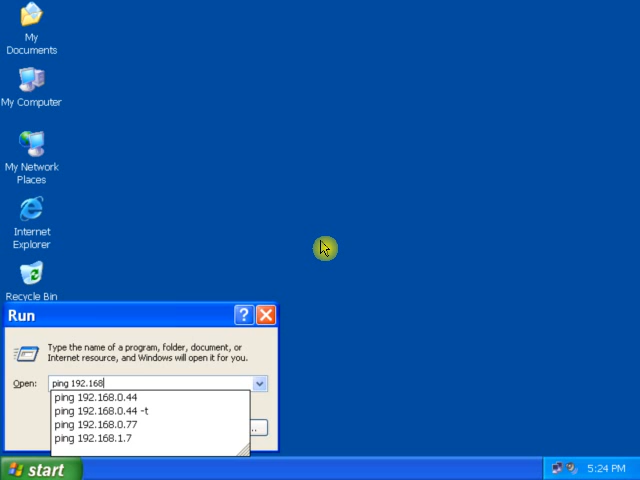 My
Documents
My Computer
My Network
Places
Internet
Explorer
Recycle Bin
Run
Type the name of a program, folder, document, or
Internet resource, and Windows will open it for you.
Open:
ping 192.168
ping 192.168.0.44
ping 192.168.0.44 -t
ping 192.168.0.77
ping 192.168.1.7
..
start
5:24 PM